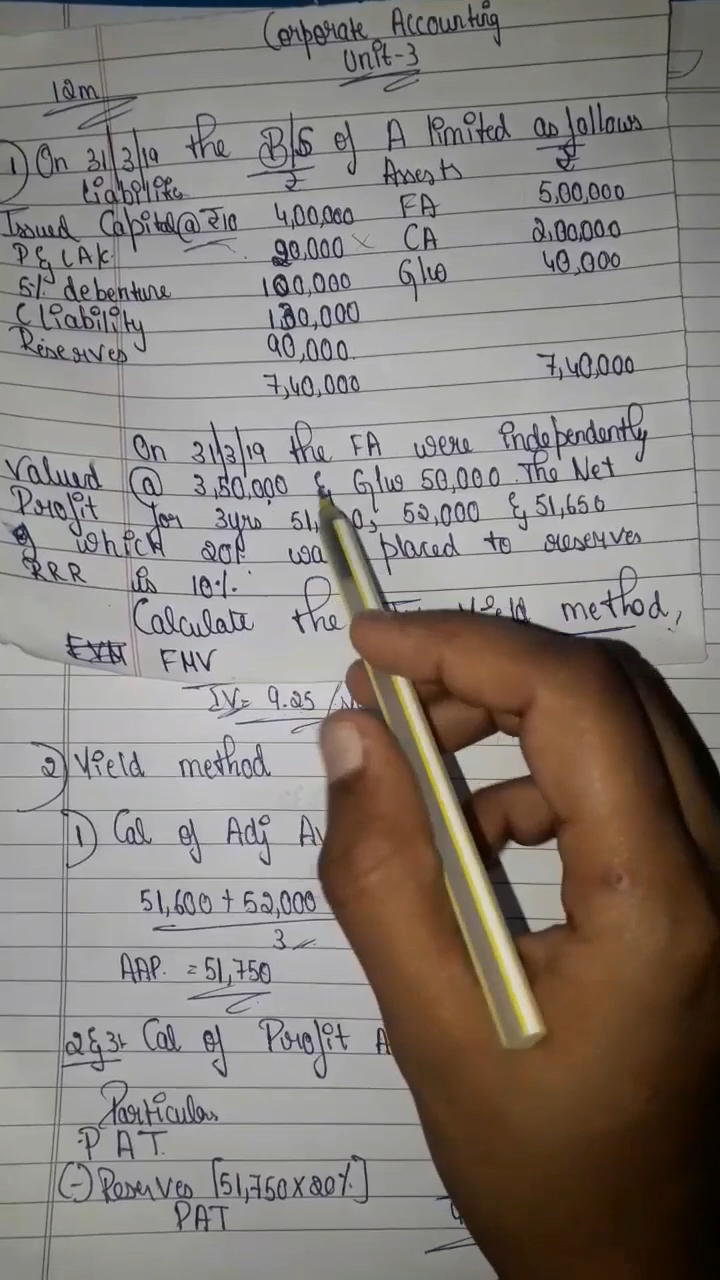 Corporate Accounting
Unit-3
12m
1) On 31/3/19 the B/S of A limited as follows
Liabilitie ₹ Assests ₹
Issued Capital@ ₹10 4,00,000 FA 5,00,000
P & L A/c 20,000 CA 2,00,000
5% debenture 100,000 G/w 40,000
C Liability 130,000
Reserves 90,000
7,40,000 7,40,000
On 31/3/19 the FA were independently
Valued @ 3,50,000 & G/w 50,000. The Net
Profit for 3yrs 52,000 & 51,650
of which 20% placed to reserves
RRR is 10%.
Calculate the method,
FMV
IV= 9.25
2) Yield method
1) Cal of Adj
51,600 + 52,000
3
AAP. = 51,750
2 & 3 Cal of Profit
Particulas
PAT
(-) Reserves [51,750×20%]
PAT